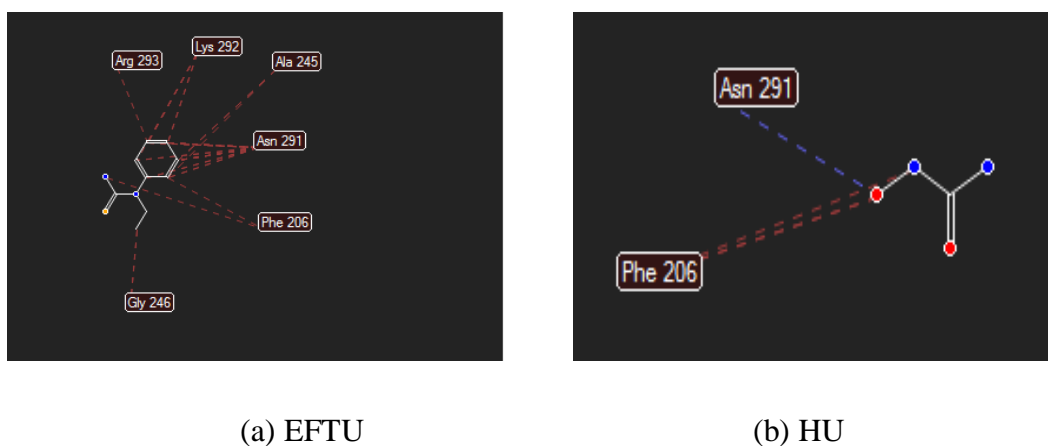 Arg 293
Lys 292
Ala 245
Asn 291
Phe 206
Gly 246
Asn 291
Phe 206
(a) EFTU
(b) HU